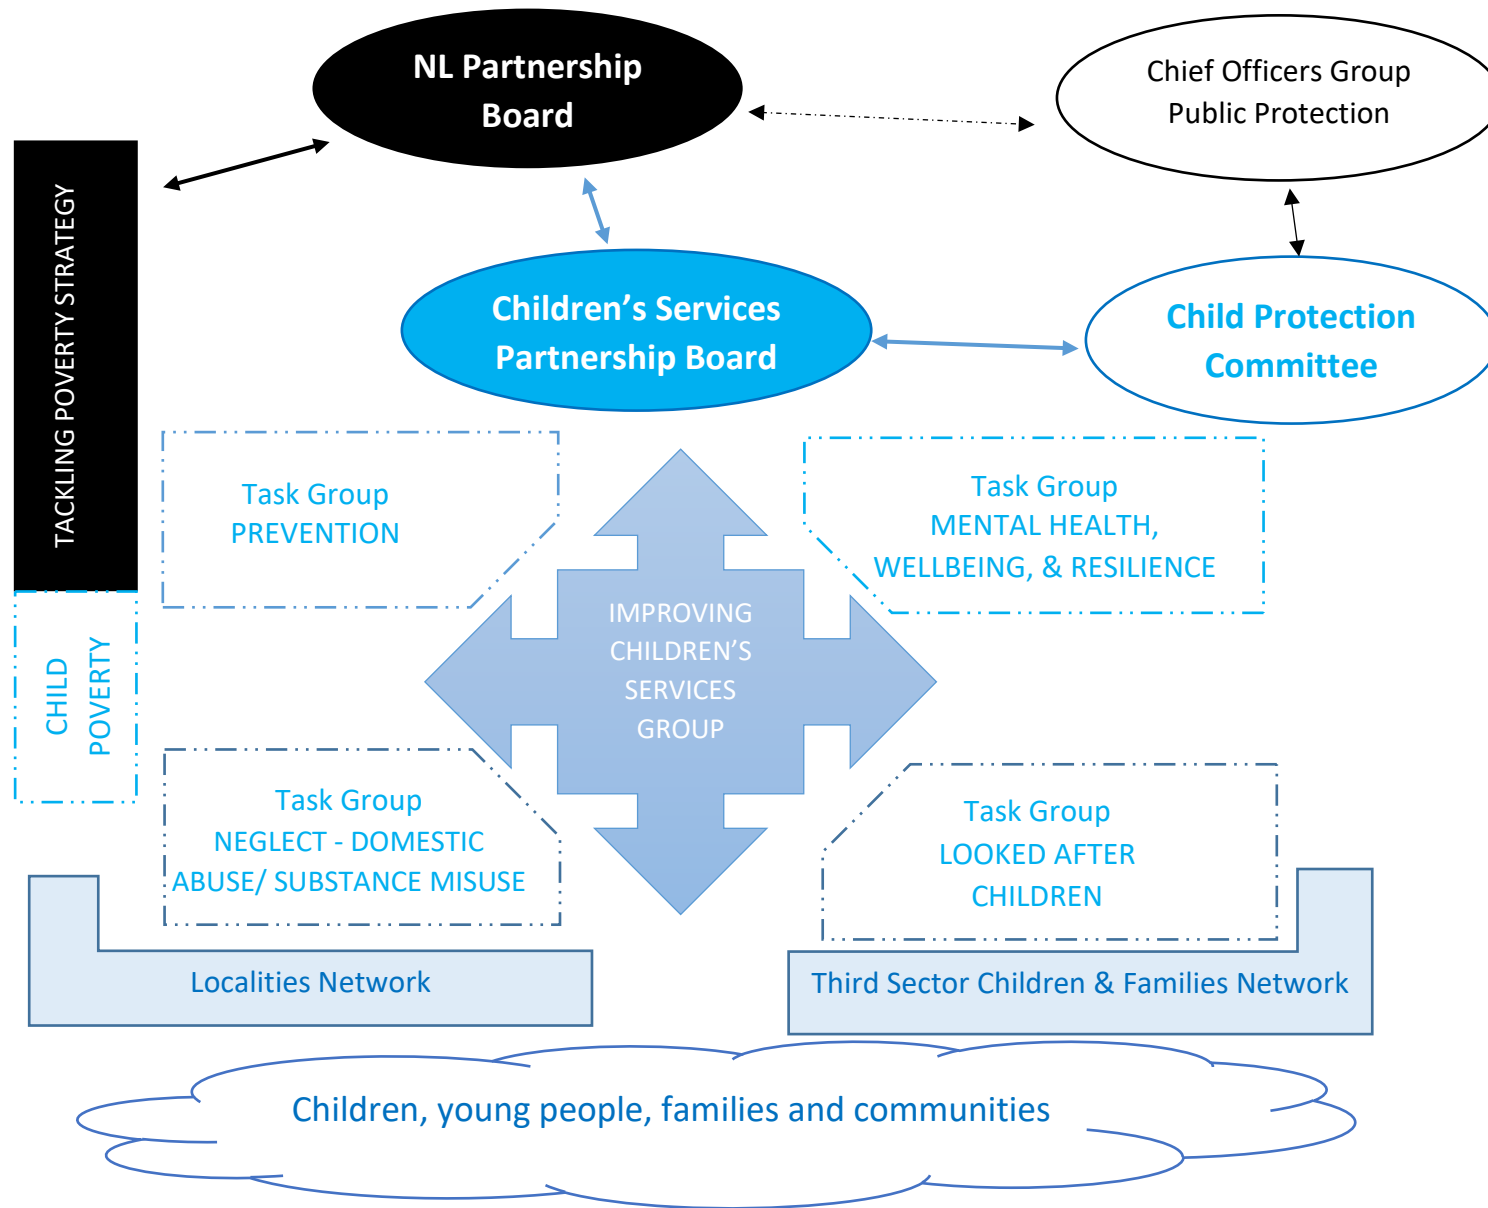 NL Partnership
Board
Chief Officers Group
Public Protection
TACKLING POVERTY STRATEGY
Children’s Services
Partnership Board
Child Protection
Committee
Task Group
PREVENTION
Task Group
MENTAL HEALTH,
WELLBEING, & RESILIENCE
IMPROVING
CHILDREN’S
SERVICES
GROUP
CHILD
POVERTY
Task Group
NEGLECT - DOMESTIC
ABUSE/ SUBSTANCE MISUSE
Task Group
LOOKED AFTER
CHILDREN
Localities Network
Third Sector Children & Families Network
Children, young people, families and communities